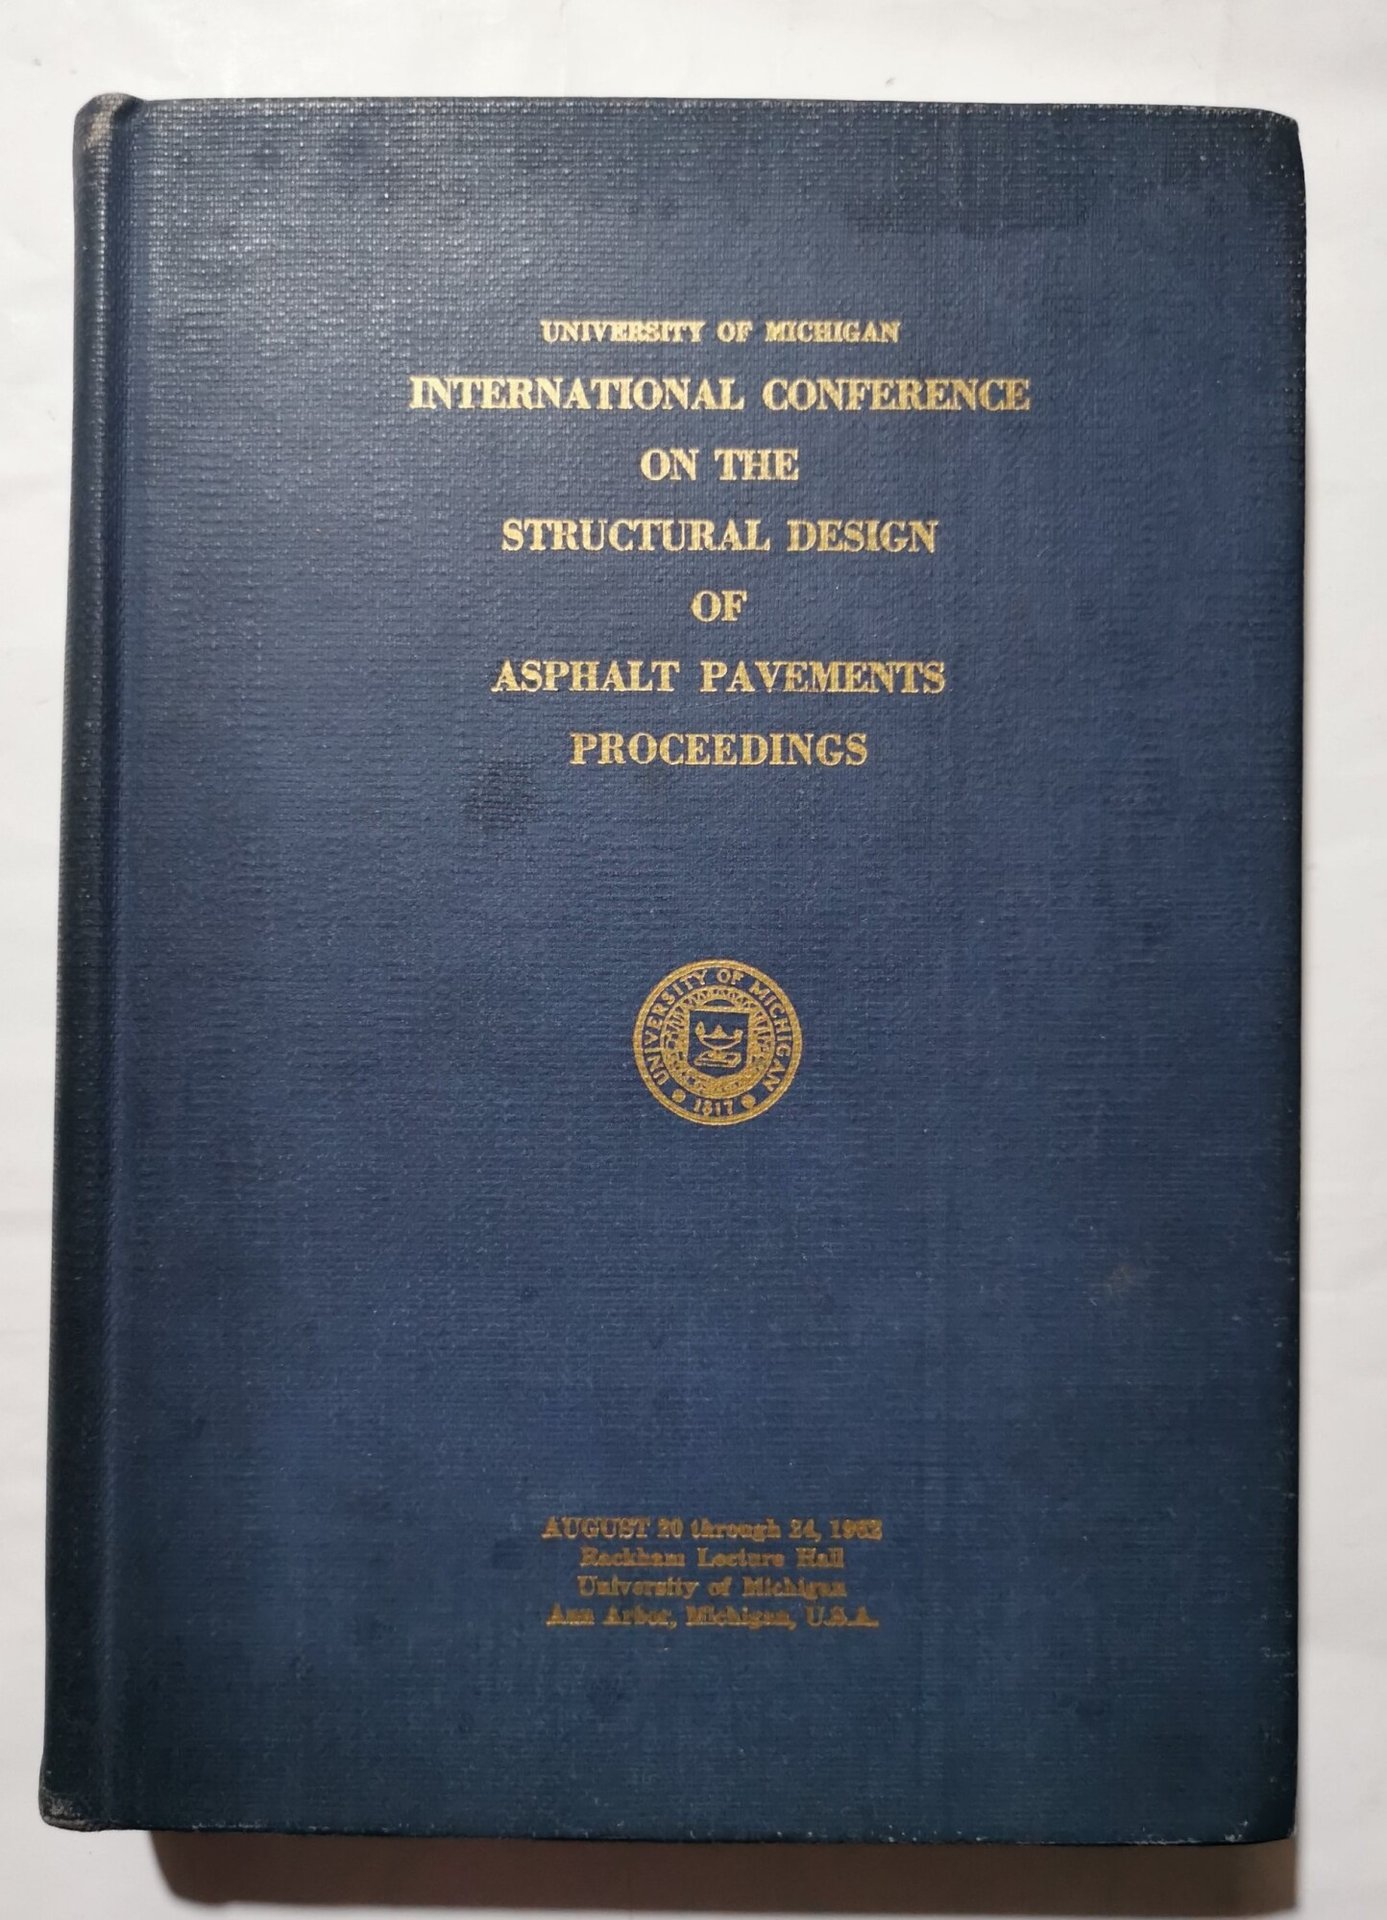 UNIVERSITY OF MICHIGAN
INTERNATIONAL CONFERENCE
ON THE
STRUCTURAL DESIGN
OF
ASPHALT PAVEMENTS
PROCEEDINGS
UNIVERSITY OF MICHIGAN
1817
AUGUST 20 through 24, 1962
Rackham Lecture Hall
University of Michigan
Ann Arbor, Michigan, U.S.A.